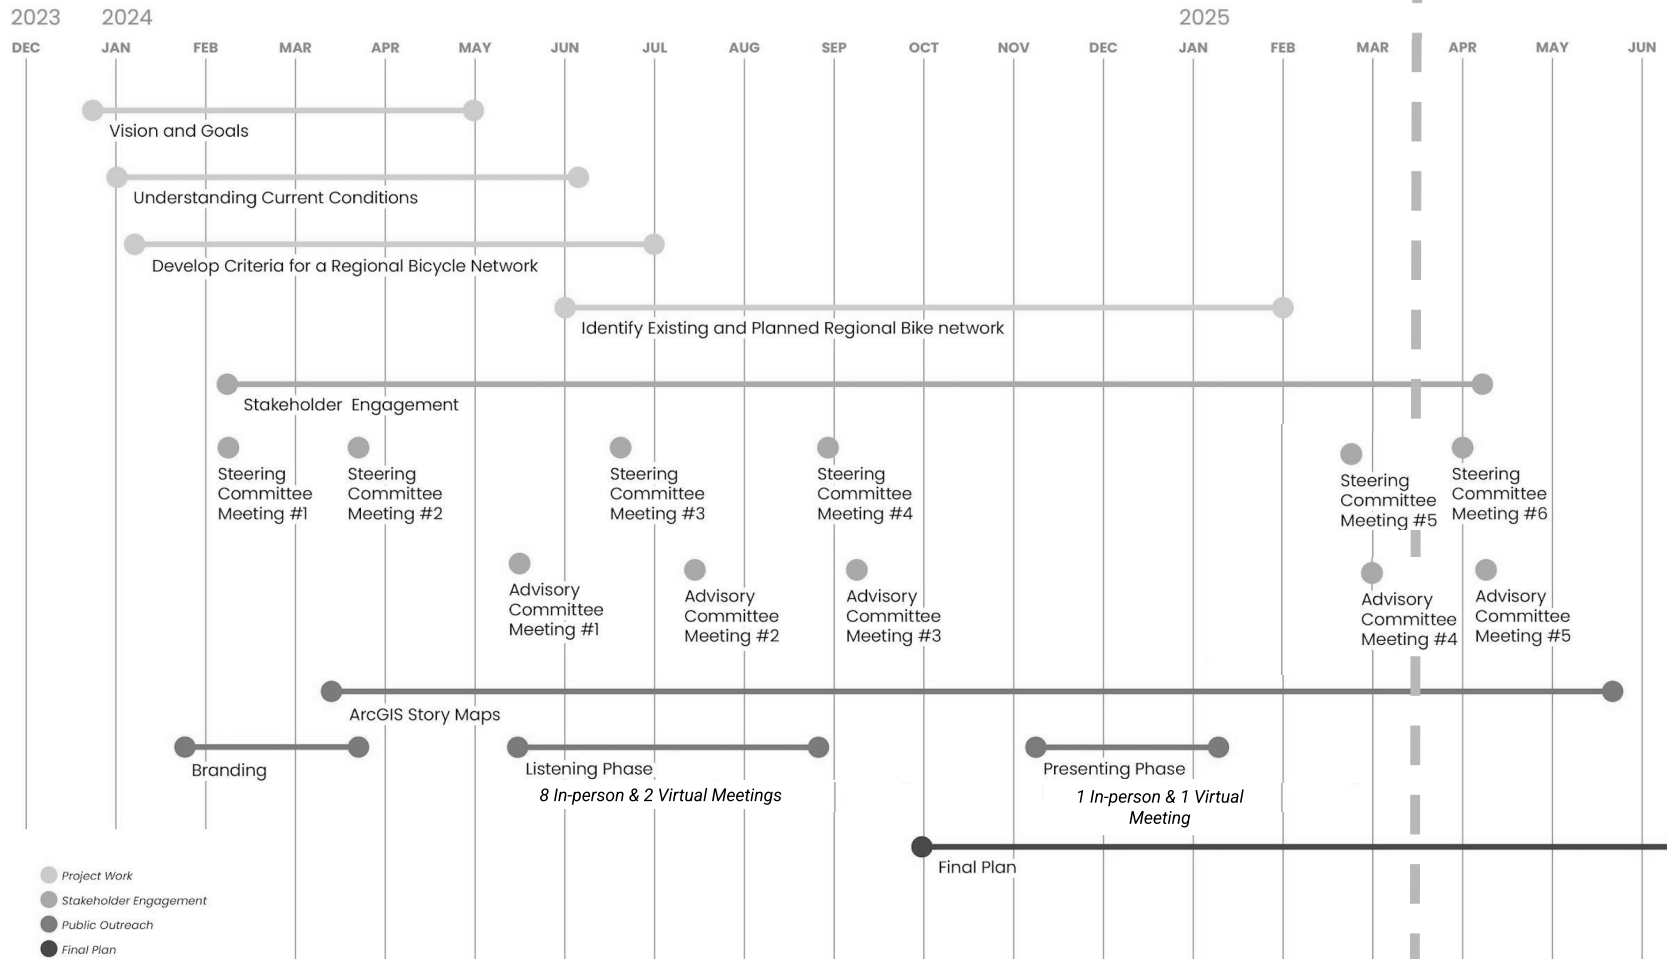 2023 2024 2025
DEC JAN FEB MAR APR MAY JUN JUL AUG SEP OCT NOV DEC JAN FEB MAR APR MAY JUN
Vision and Goals
Understanding Current Conditions
Develop Criteria for a Regional Bicycle Network
Identify Existing and Planned Regional Bike network
Stakeholder Engagement
Steering
Committee
Meeting #1
Steering
Committee
Meeting #2
Steering
Committee
Meeting #3
Steering
Committee
Meeting #4
Steering
Committee
Meeting #5
Steering
Committee
Meeting #6
Advisory
Committee
Meeting #1
Advisory
Committee
Meeting #2
Advisory
Committee
Meeting #3
Advisory
Committee
Meeting #4
Advisory
Committee
Meeting #5
ArcGIS Story Maps
Branding
Listening Phase
8 In-person & 2 Virtual Meetings
Presenting Phase
1 In-person & 1 Virtual
Meeting
Final Plan
Project Work
Stakeholder Engagement
Public Outreach
Final Plan